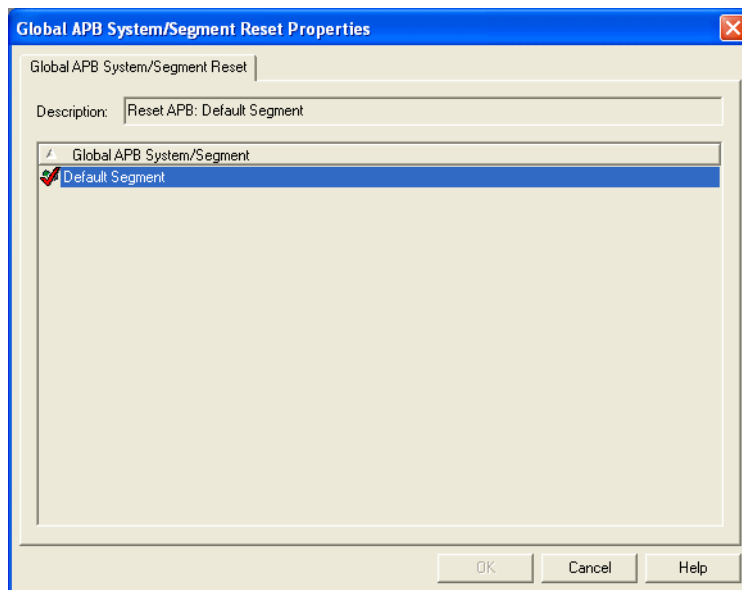 Global APB System/Segment Reset Properties
Global APB System/Segment Reset
Description: Reset APB: Default Segment
Global APB System/Segment
Default Segment
OK Cancel Help